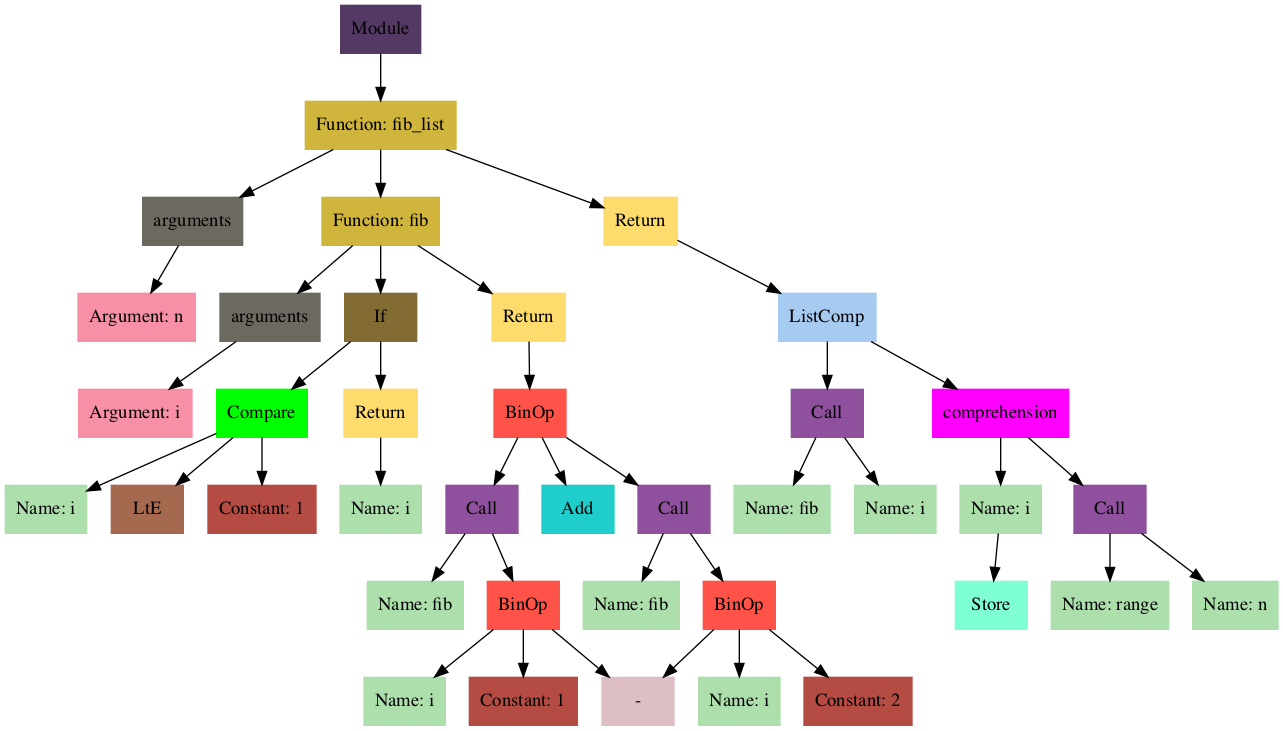 Module
Function: fib_list
arguments
Function: fib
Return
Argument: n
arguments
If
Return
ListComp
Argument: i
Compare
Return
BinOp
Call
comprehension
Name: i
LtE
Constant: 1
Name: i
Call
Add
Call
Name: fib
Name: i
Name: i
Call
Name: fib
BinOp
Name: fib
BinOp
Store
Name: range
Name: n
Name: i
Constant: 1
-
Name: i
Constant: 2